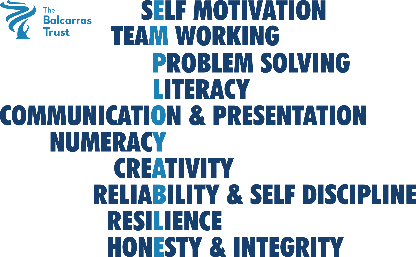 The
Balcarras
Trust
SELF MOTIVATION
TEAM WORKING
PROBLEM SOLVING
LITERACY
COMMUNICATION & PRESENTATION
NUMERACY
CREATIVITY
RELIABILITY & SELF DISCIPLINE
RESILIENCE
HONESTY & INTEGRITY